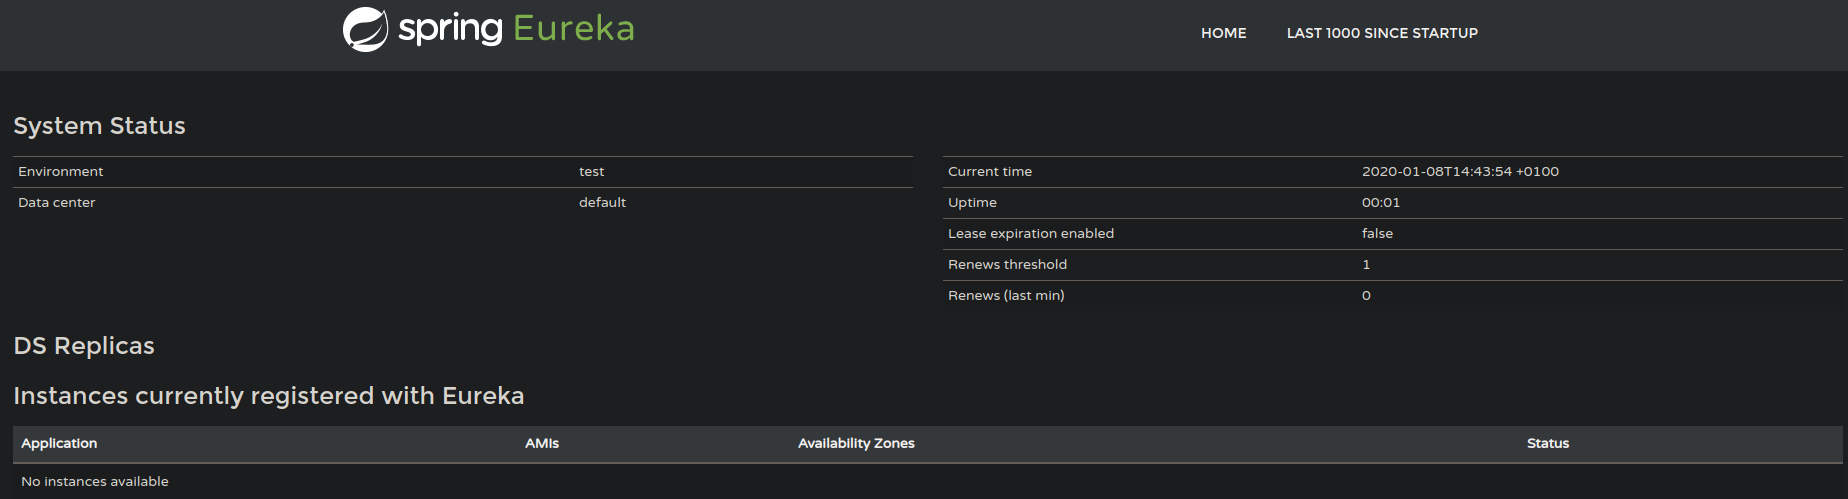 spring Eureka
HOME LAST 1000 SINCE STARTUP
System Status
Environment test
Data center default
Current time 2020-01-08T14:43:54 +0100
Uptime 00:01
Lease expiration enabled false
Renews threshold 1
Renews (last min) 0
DS Replicas
Instances currently registered with Eureka
Application AMIs Availability Zones Status
No instances available